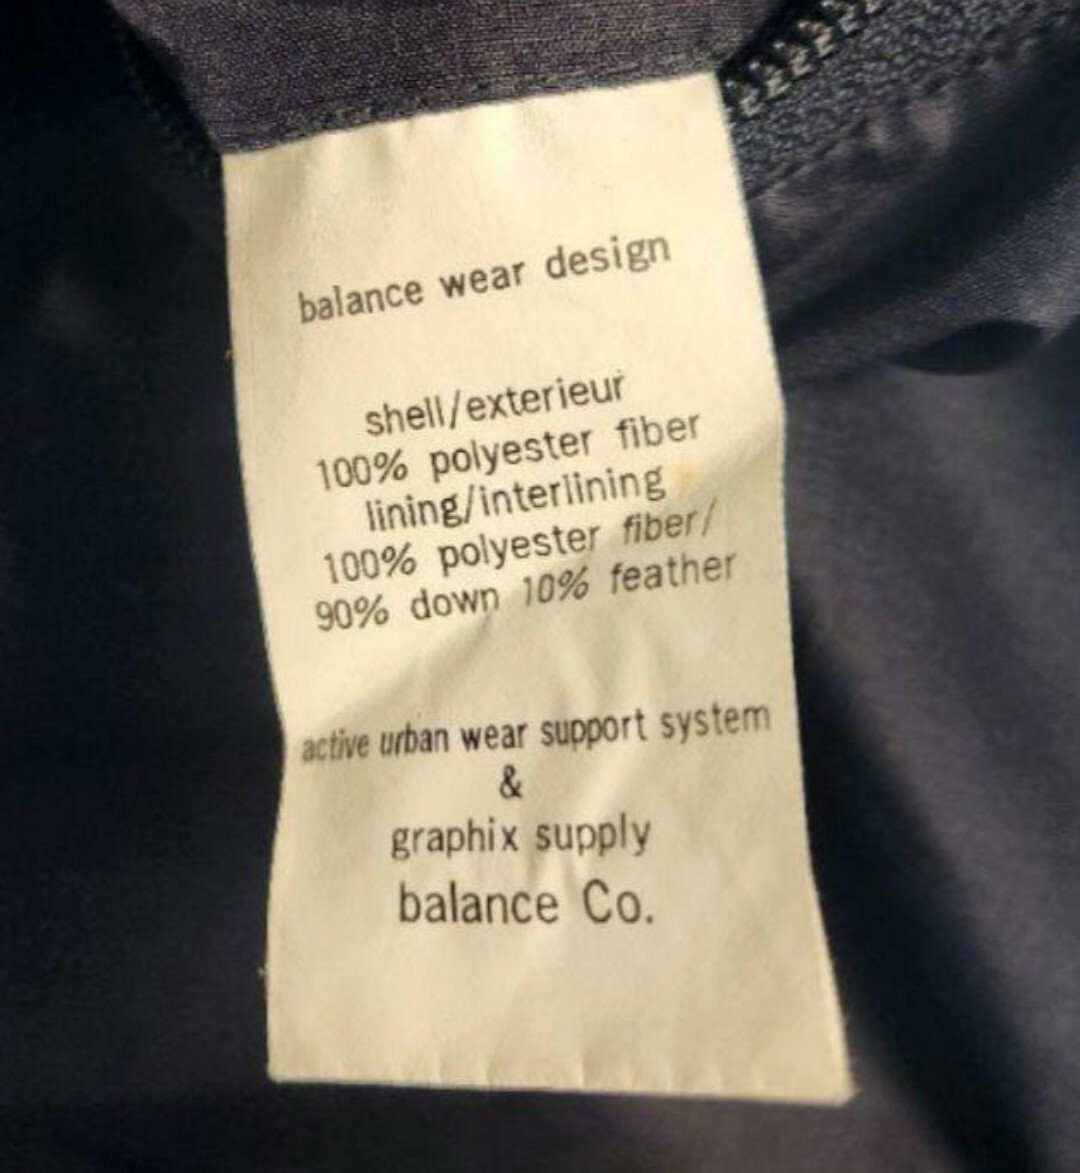 balance wear design
shell/exterieur
100% polyester fiber
lining/interlining
100% polyester fiber/
90% down 10% feather
active urban wear support system
&
graphix supply
balance Co.